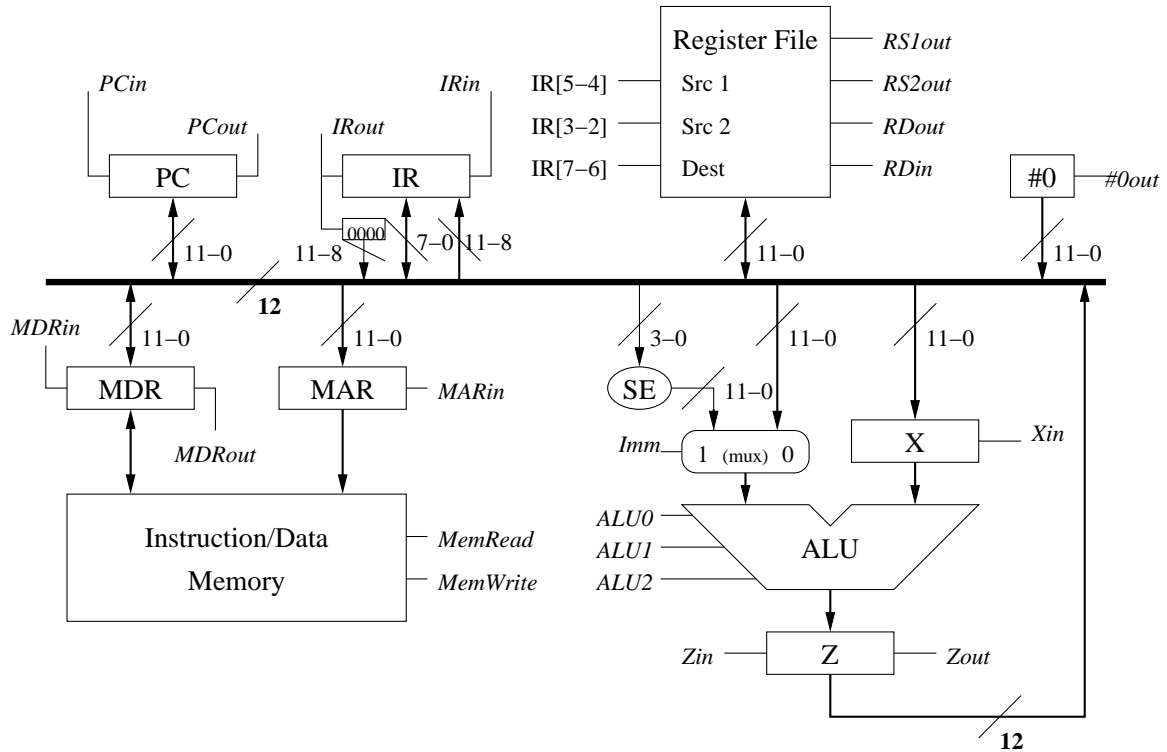 Register File
RS1out
PCin
IRin
IR[5–4]
Src 1
RS2out
PCout
IRout
IR[3–2]
Src 2
RDout
PC
IR
IR[7–6]
Dest
RDin
#0
#0out
0000
11–0
11–8
7–0
11–8
11–0
11–0
12
MDRin
11–0
11–0
3–0
11–0
11–0
MDR
MAR
MARin
SE
11–0
MDRout
Imm
1 (mux) 0
X
Xin
Instruction/Data
Memory
MemRead
MemWrite
ALU0
ALU1
ALU2
ALU
Zin
Z
Zout
12